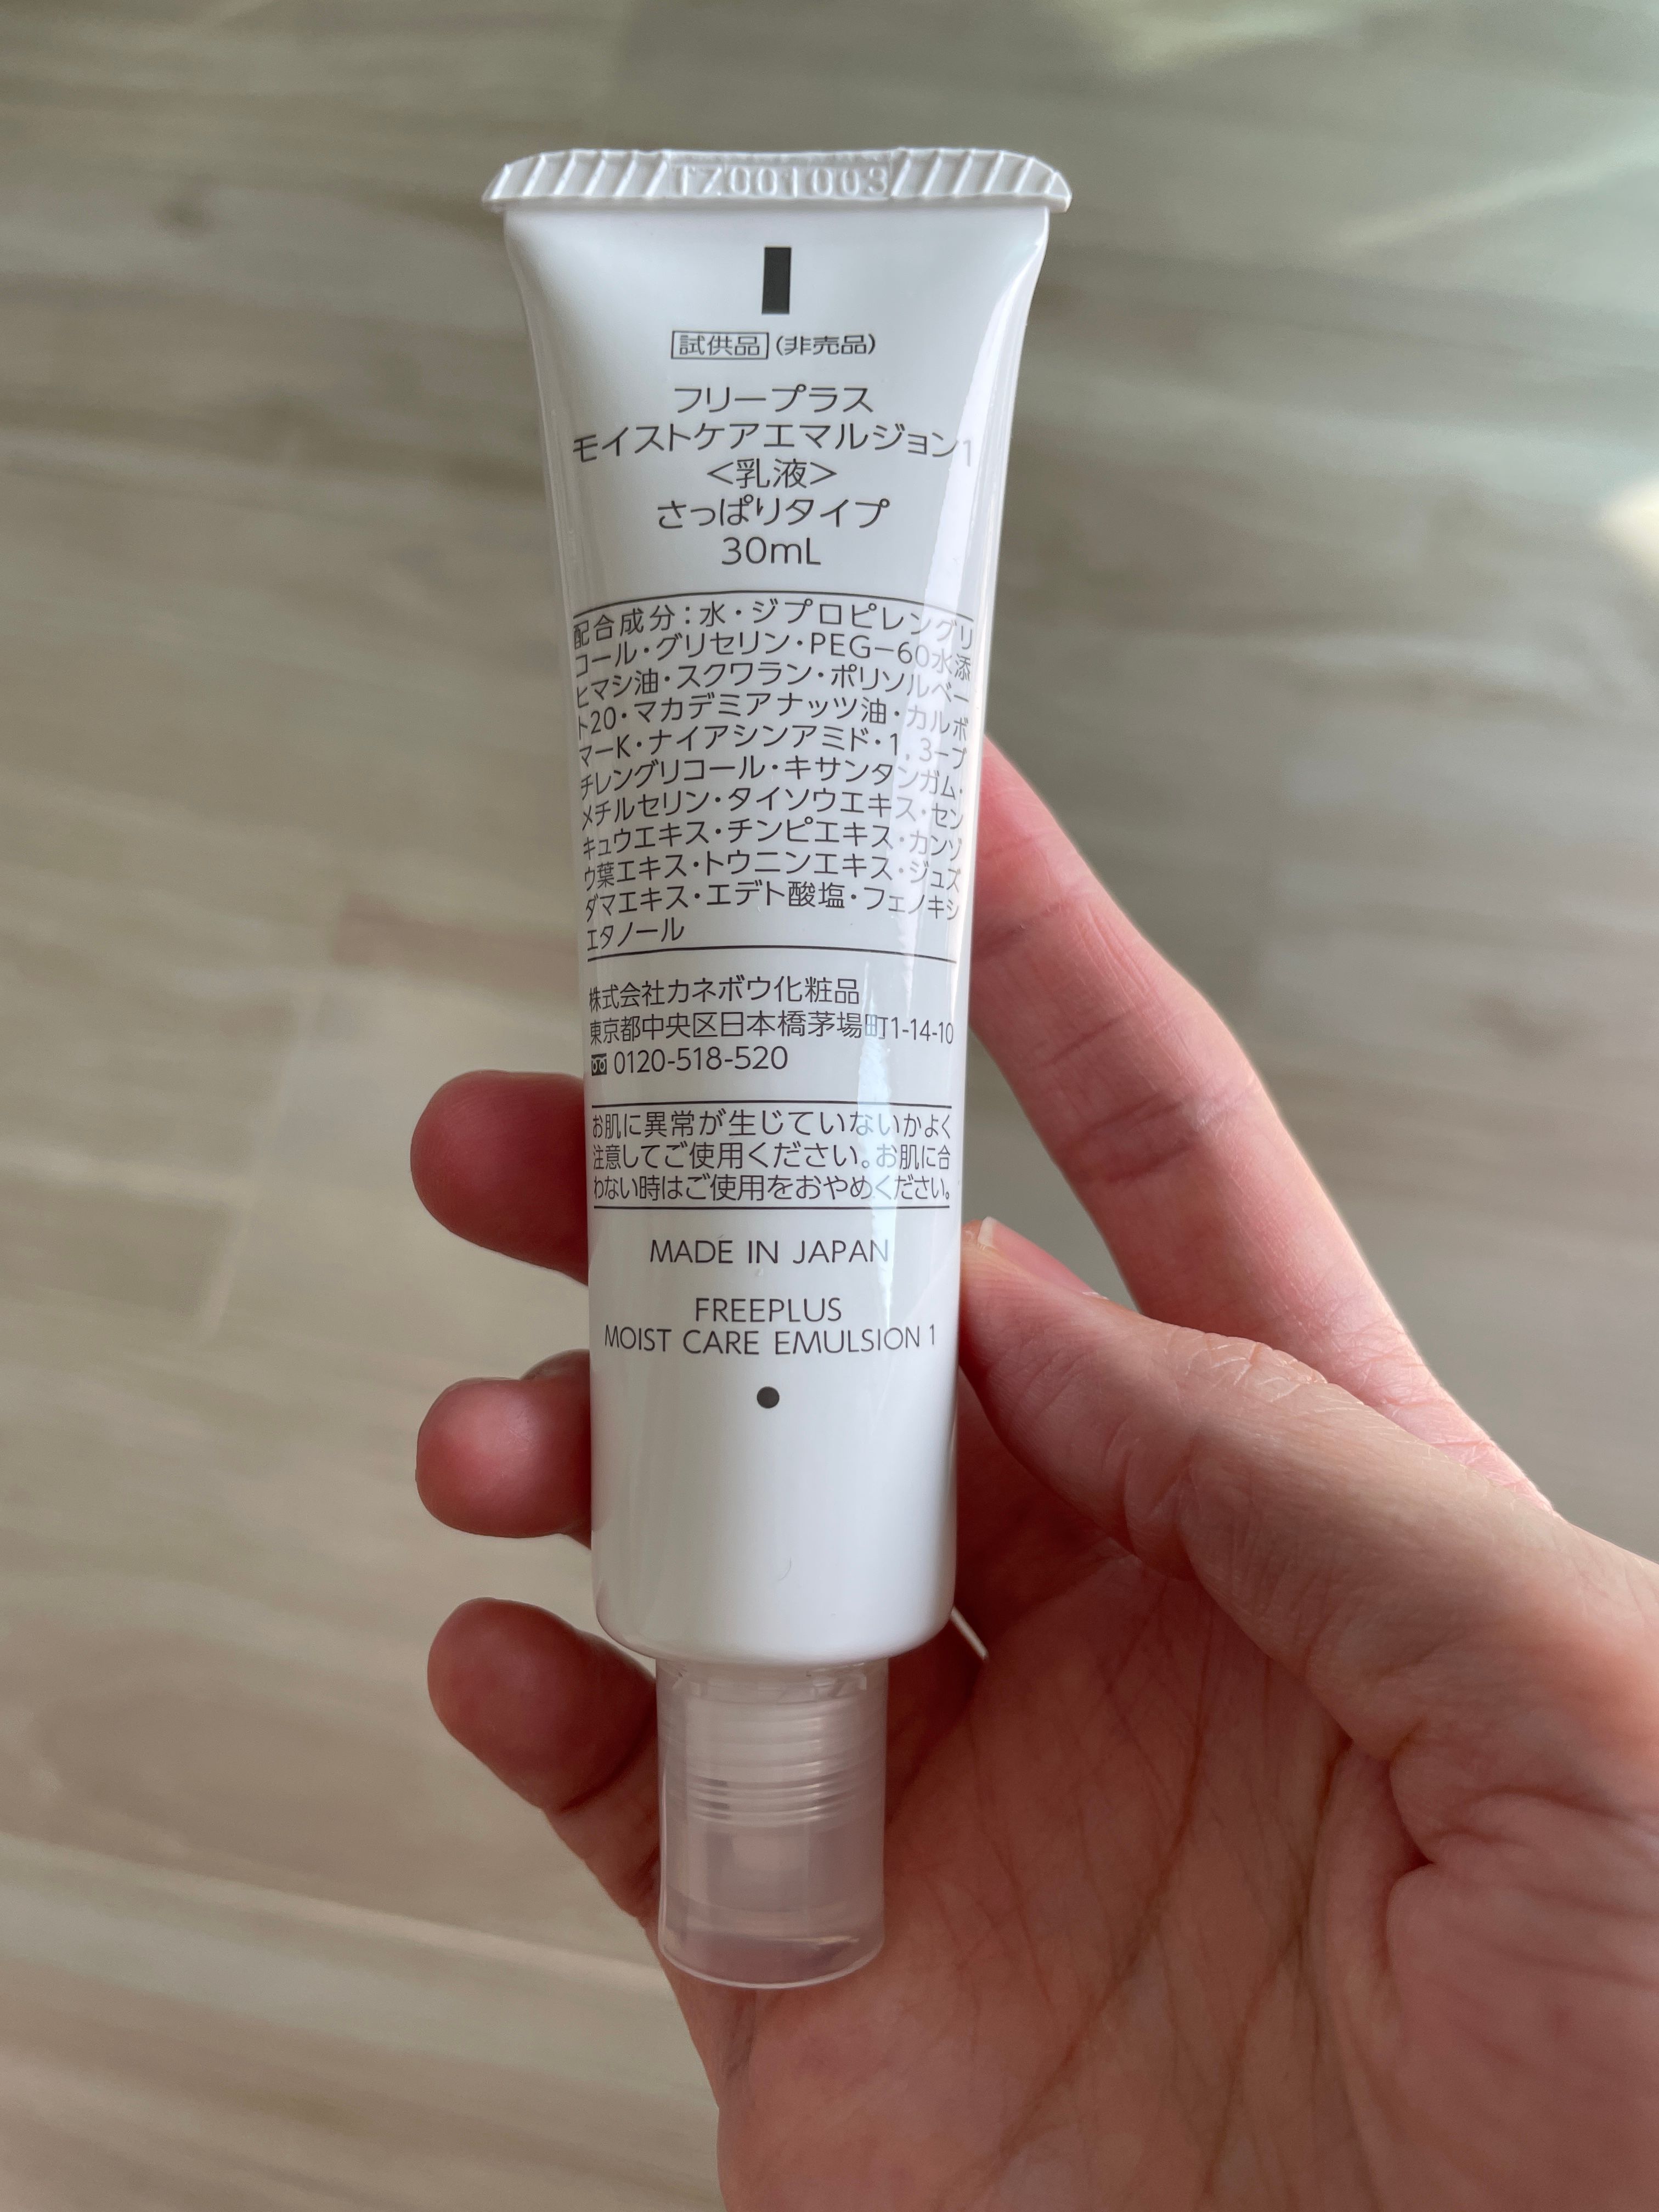 TZ001003
試供品 (非売品)
フリープラス
モイストケアエマルジョン1
<乳液>
さっぱりタイプ
30mL
配合成分：水・ジプロピレングリ
コール・グリセリン・PEG-60水添
ヒマシ油・スクワラン・ポリソルベー
ト20・マカデミアナッツ油・カルボ
マーK・ナイアシンアミド・1,3-ブ
チレングリコール・キサンタンガム・
メチルセリン・タイソウエキス・セン
キュウエキス・チンピエキス・カンゾ
ウ葉エキス・トウニンエキス・ジュズ
ダマエキス・エデト酸塩・フェノキシ
エタノール
株式会社カネボウ化粧品
東京都中央区日本橋茅場町1-14-10
0120-518-520
お肌に異常が生じていないかよく
注意してご使用ください。お肌に合
わない時はご使用をおやめください。
MADE IN JAPAN
FREEPLUS
MOIST CARE EMULSION 1